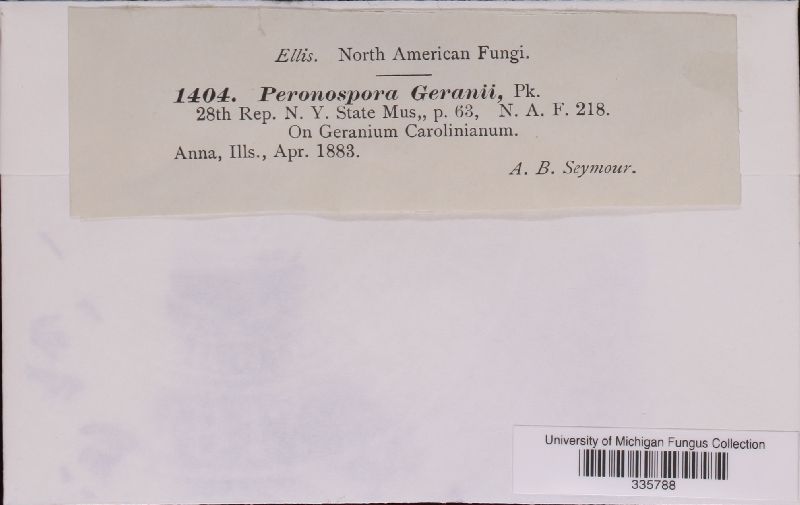 Ellis. North American Fungi.
1404. Peronospora Geranii, Pk.
28th Rep. N. Y. State Mus,, p. 63, N. A. F. 218.
On Geranium Carolinianum.
Anna, Ills., Apr. 1883.
A. B. Seymour.
University of Michigan Fungus Collection
335788